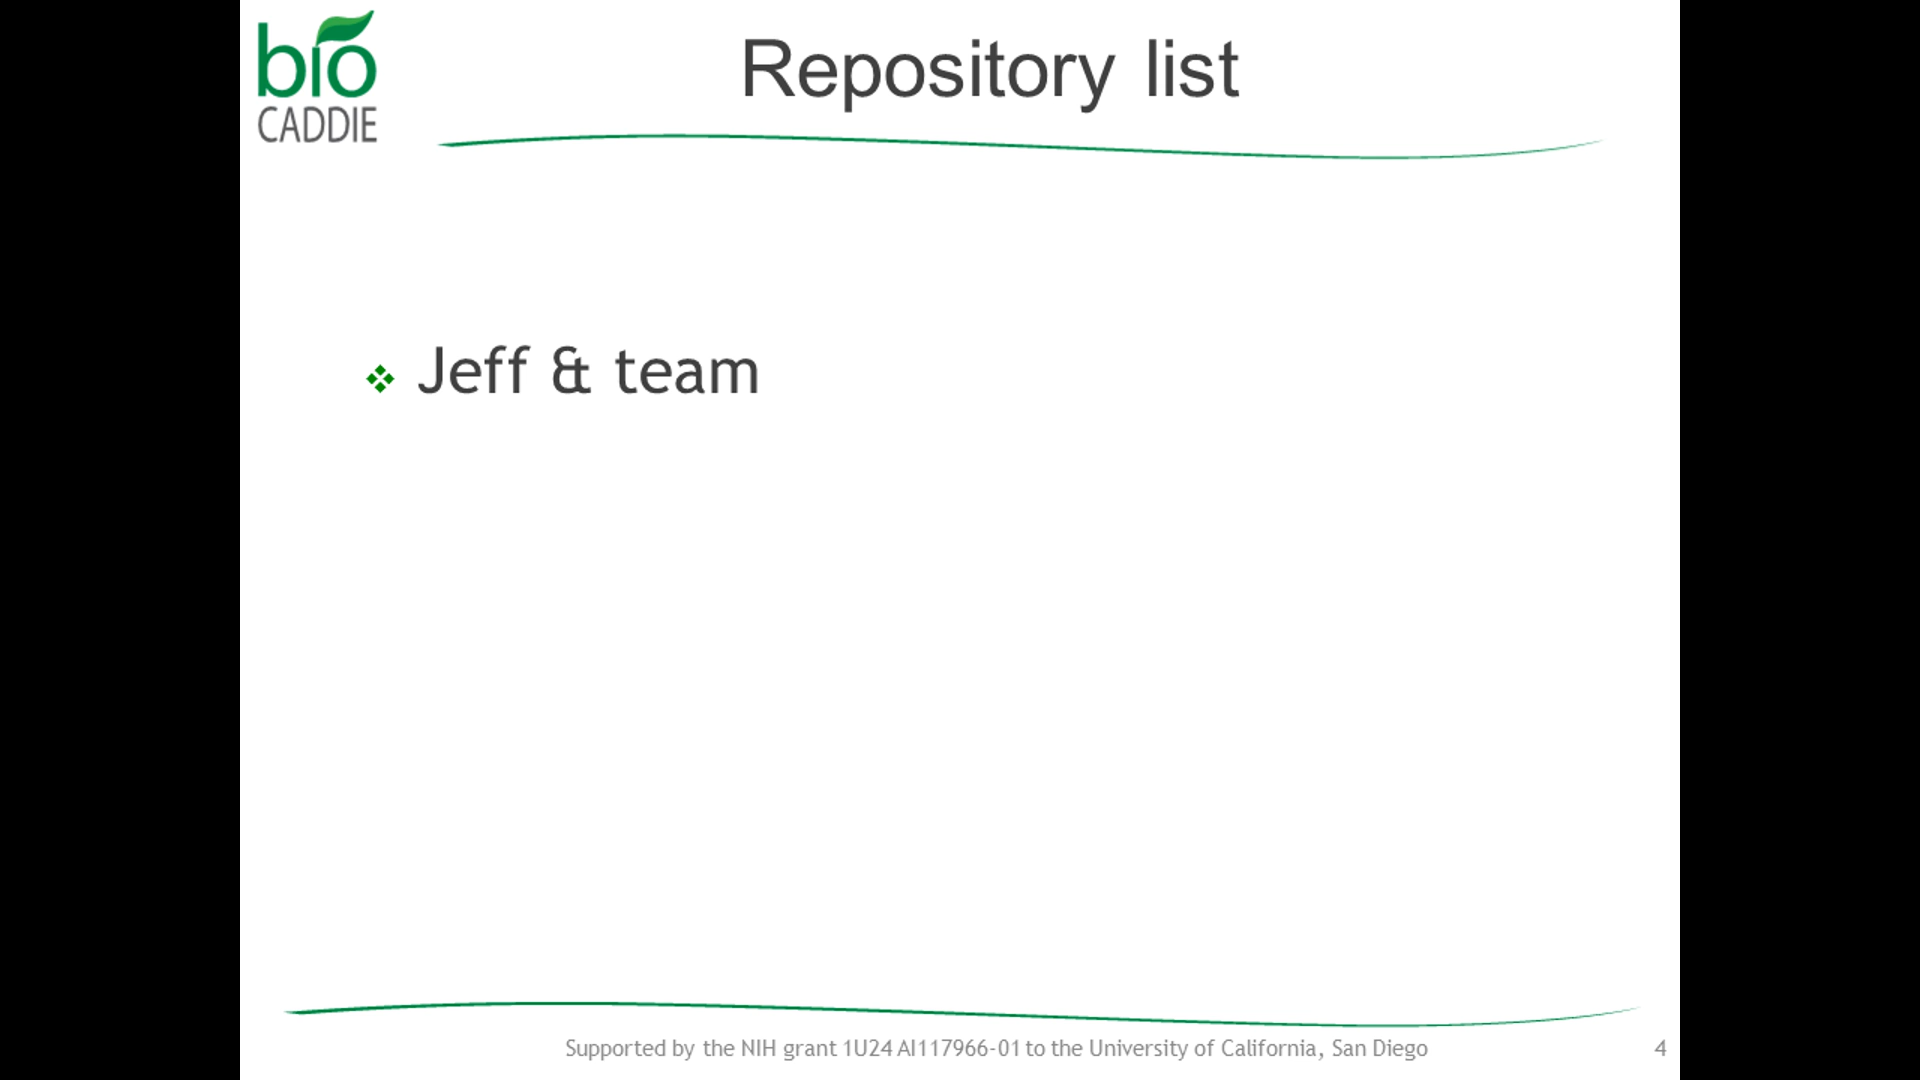 bio
CADDIE
Repository list
Jeff & team
Supported by the NIH grant 1U24 AI117966-01 to the University of California, San Diego
4